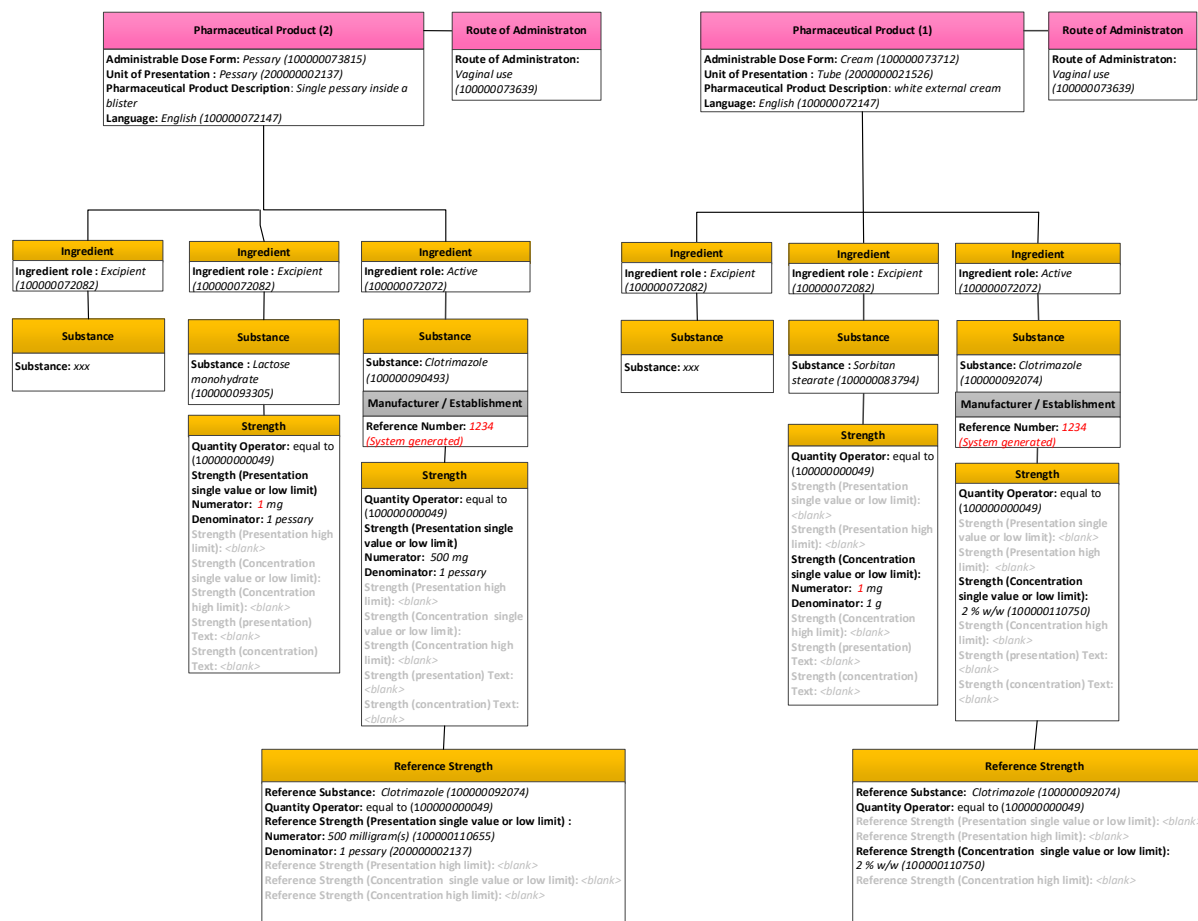 Pharmaceutical Product (2)
Administrable Dose Form: Pessary (100000073815)
Unit of Presentation : Pessary (200000002137)
Pharmaceutical Product Description: Single pessary inside a
blister
Language: English (100000072147)
Route of Administraton
Route of Administraton:
Vaginal use
(100000073639)
Ingredient
Ingredient role : Excipient
(100000072082)
Substance
Substance: xxx
Ingredient
Ingredient role : Excipient
(100000072082)
Substance
Substance : Lactose
monohydrate
(100000093305)
Strength
Quantity Operator: equal to
(100000000049)
Strength (Presentation
single value or low limit)
Numerator: 1 mg
Denominator: 1 pessary
Strength (Presentation high
limit): <blank>
Strength (Concentration
single value or low limit):
Strength (Concentration
high limit): <blank>
Strength (presentation)
Text: <blank>
Strength (concentration)
Text: <blank>
Ingredient
Ingredient role: Active
(100000072072)
Substance
Substance: Clotrimazole
(100000090493)
Manufacturer / Establishment
Reference Number: 1234
(System generated)
Strength
Quantity Operator: equal to
(100000000049)
Strength (Presentation single
value or low limit)
Numerator: 500 mg
Denominator: 1 pessary
Strength (Presentation high
limit): <blank>
Strength (Concentration single
value or low limit):
Strength (Concentration high
limit): <blank>
Strength (presentation) Text:
<blank>
Strength (concentration) Text:
<blank>
Reference Strength
Reference Substance: Clotrimazole (100000092074)
Quantity Operator: equal to (100000000049)
Reference Strength (Presentation single value or low limit) :
Numerator: 500 milligram(s) (100000110655)
Denominator: 1 pessary (200000002137)
Reference Strength (Presentation high limit): <blank>
Reference Strength (Concentration single value or low limit): <blank>
Reference Strength (Concentration high limit): <blank>
Pharmaceutical Product (1)
Administrable Dose Form: Cream (100000073712)
Unit of Presentation : Tube (2000000021526)
Pharmaceutical Product Description: white external cream
Language: English (100000072147)
Route of Administraton
Route of Administraton:
Vaginal use
(100000073639)
Ingredient
Ingredient role : Excipient
(100000072082)
Substance
Substance: xxx
Ingredient
Ingredient role : Excipient
(100000072082)
Substance
Substance : Sorbitan
stearate (100000083794)
Strength
Quantity Operator: equal to
(100000000049)
Strength (Presentation
single value or low limit):
<blank>
Strength (Presentation high
limit): <blank>
Strength (Concentration
single value or low limit):
Numerator: 1 mg
Denominator: 1 g
Strength (Concentration
high limit): <blank>
Strength (presentation)
Text: <blank>
Strength (concentration)
Text: <blank>
Ingredient
Ingredient role: Active
(100000072072)
Substance
Substance: Clotrimazole
(100000092074)
Manufacturer / Establishment
Reference Number: 1234
(System generated)
Strength
Quantity Operator: equal to
(100000000049)
Strength (Presentation single
value or low limit): <blank>
Strength (Presentation high
limit): <blank>
Strength (Concentration
single value or low limit):
2 % w/w (100000110750)
Strength (Concentration high
limit): <blank>
Strength (presentation) Text:
<blank>
Strength (concentration) Text:
<blank>
Reference Strength
Reference Substance: Clotrimazole (100000092074)
Quantity Operator: equal to (100000000049)
Reference Strength (Presentation single value or low limit): <blank>
Reference Strength (Presentation high limit): <blank>
Reference Strength (Concentration single value or low limit):
2 % w/w (100000110750)
Reference Strength (Concentration high limit): <blank>